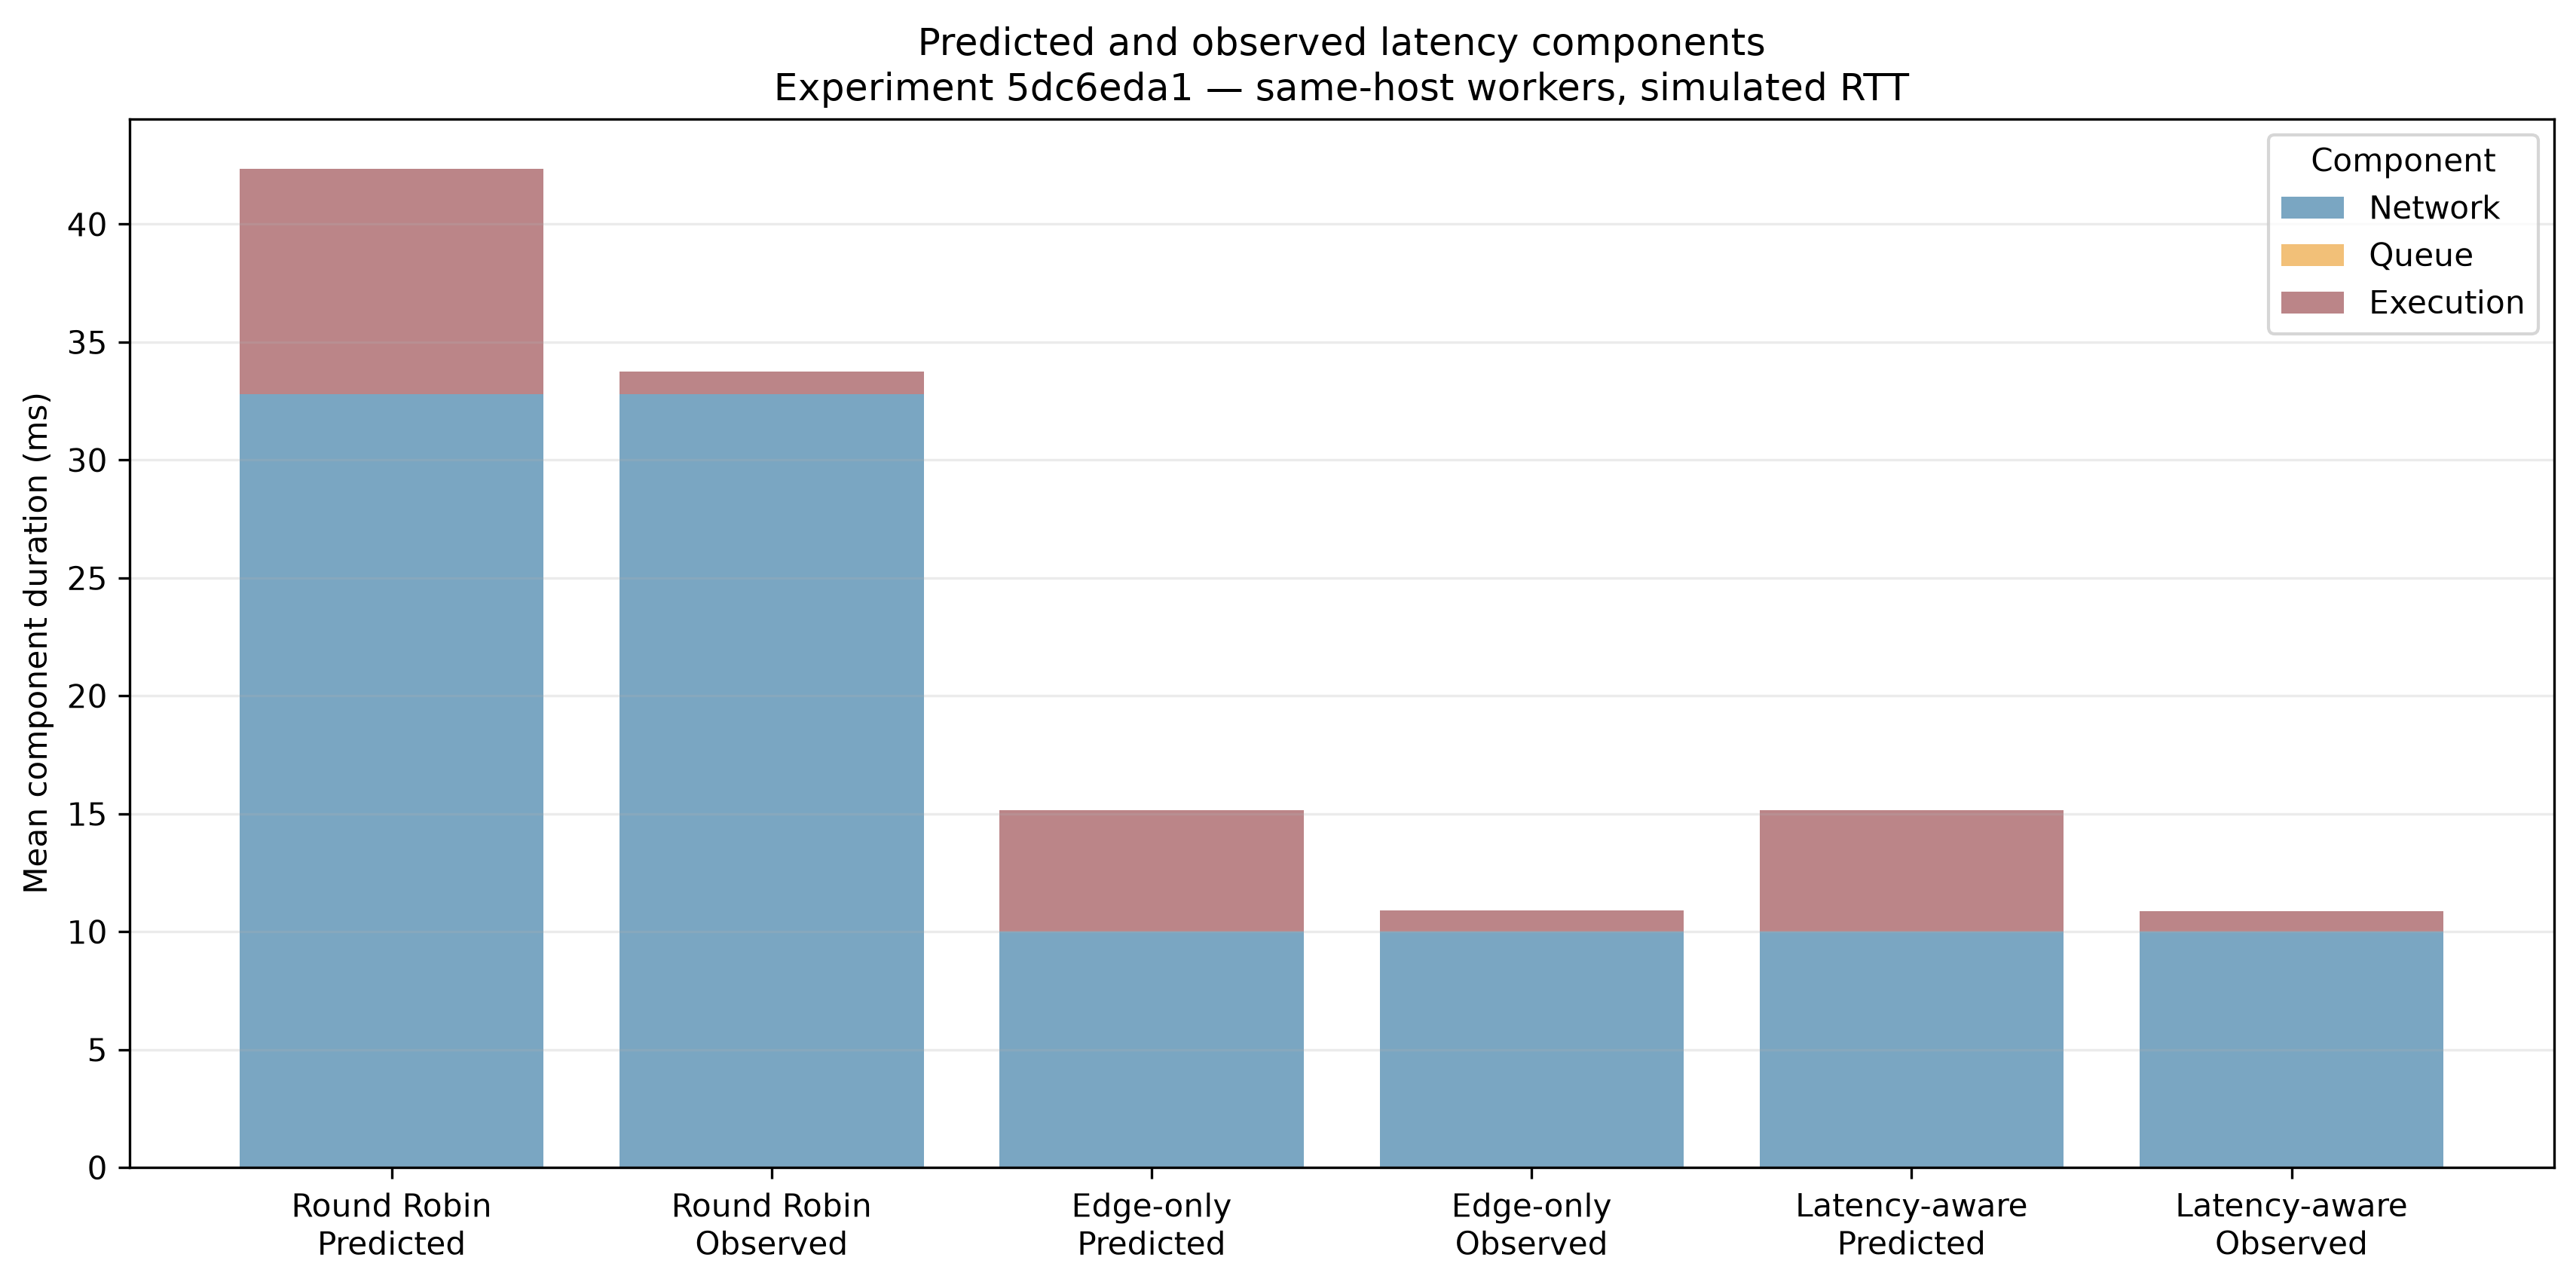 Predicted and observed latency components
Experiment 5dc6eda1 — same-host workers, simulated RTT
Component
Network
Queue
Execution
Mean component duration (ms)
40
35
30
25
20
15
10
5
0
Round Robin
Predicted
Round Robin
Observed
Edge-only
Predicted
Edge-only
Observed
Latency-aware
Predicted
Latency-aware
Observed